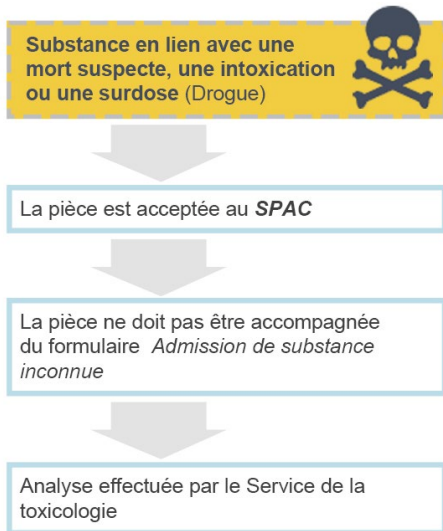 Substance en lien avec une
mort suspecte, une intoxication
ou une surdose (Drogue)
La pièce est acceptée au SPAC
La pièce ne doit pas être accompagnée
du formulaire Admission de substance
inconnue
Analyse effectuée par le Service de la
toxicologie